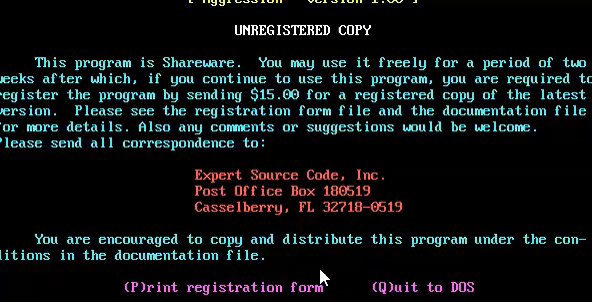 [ Aggression - Version 1.00 ]
UNREGISTERED COPY
This program is Shareware. You may use it freely for a period of two
weeks after which, if you continue to use this program, you are required to
register the program by sending $15.00 for a registered copy of the latest
version. Please see the registration form file and the documentation file
for more details. Also any comments or suggestions would be welcome.
Please send all correspondence to:
Expert Source Code, Inc.
Post Office Box 180519
Casselberry, FL 32718-0519
You are encouraged to copy and distribute this program under the con-
ditions in the documentation file.
(P)rint registration form (Q)uit to DOS